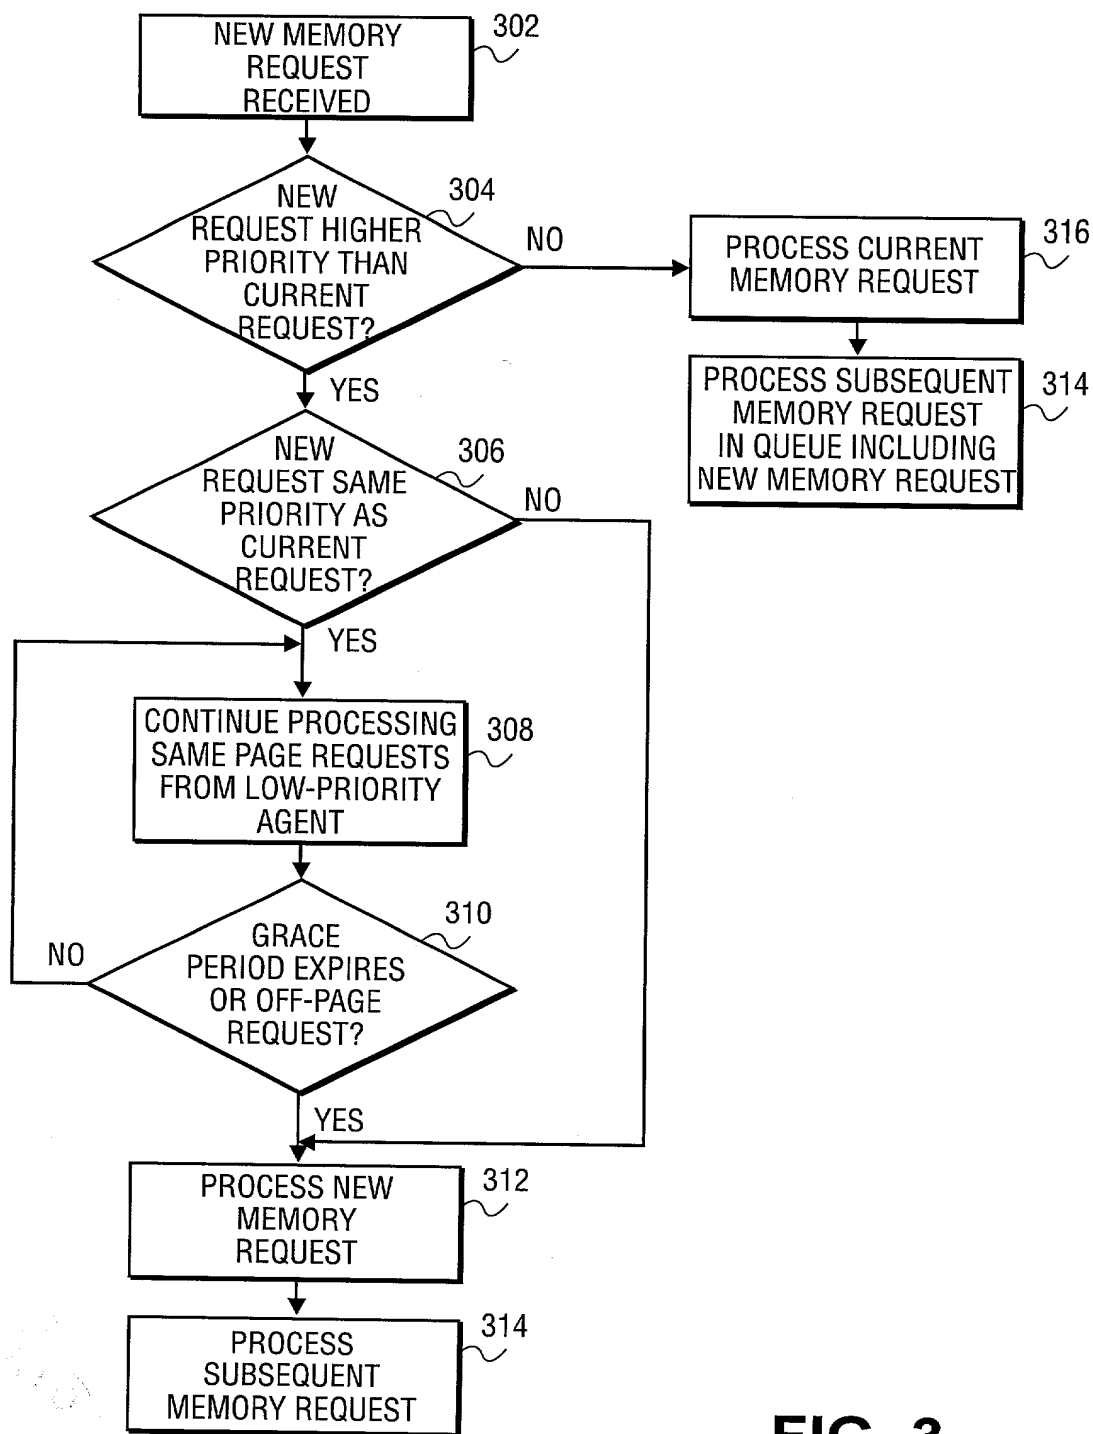 NEW MEMORY
REQUEST
RECEIVED
302
NEW
REQUEST HIGHER
PRIORITY THAN
CURRENT
REQUEST?
304
NO
PROCESS CURRENT
MEMORY REQUEST
316
PROCESS SUBSEQUENT
MEMORY REQUEST
IN QUEUE INCLUDING
NEW MEMORY REQUEST
314
YES
NEW
REQUEST SAME
PRIORITY AS
CURRENT
REQUEST?
306
NO
YES
CONTINUE PROCESSING
SAME PAGE REQUESTS
FROM LOW-PRIORITY
AGENT
308
GRACE
PERIOD EXPIRES
OR OFF-PAGE
REQUEST?
310
NO
YES
PROCESS NEW
MEMORY
REQUEST
312
PROCESS
SUBSEQUENT
MEMORY REQUEST
314
FIG. 3